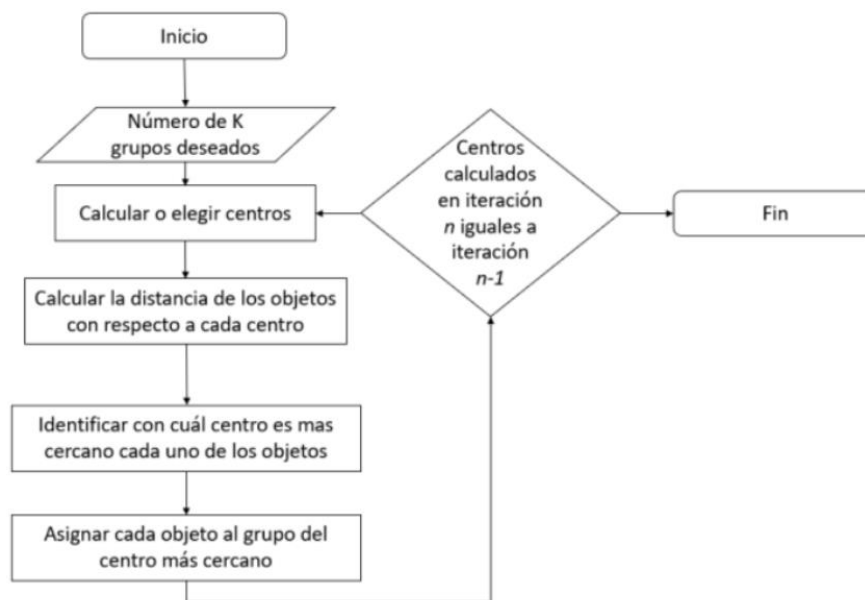 Inicio
Número de K
grupos deseados
Calcular o elegir centros
Calcular la distancia de los objetos
con respecto a cada centro
Identificar con cuál centro es mas
cercano cada uno de los objetos
Asignar cada objeto al grupo del
centro más cercano
Centros
calculados
en iteración
n iguales a
iteración
n-1
Fin